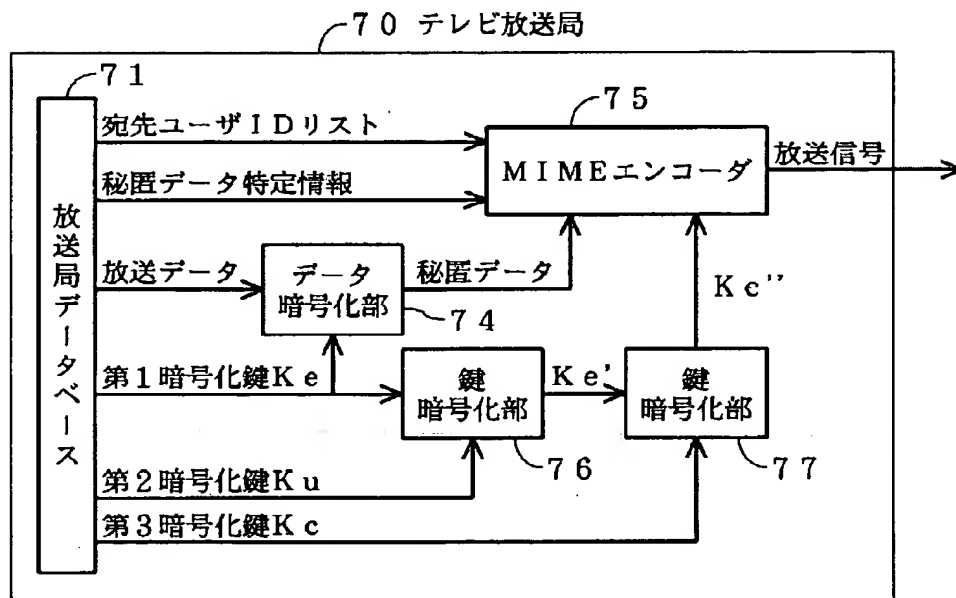 70 テレビ放送局
71
放送局データベース
宛先ユーザIDリスト
秘匿データ特定情報
75
MIMEエンコーダ
放送信号
放送データ
データ
暗号化部
74
秘匿データ
Kc''
第1暗号化鍵Ke
鍵
暗号化部
76
Ke'
鍵
暗号化部
77
第2暗号化鍵Ku
第3暗号化鍵Kc